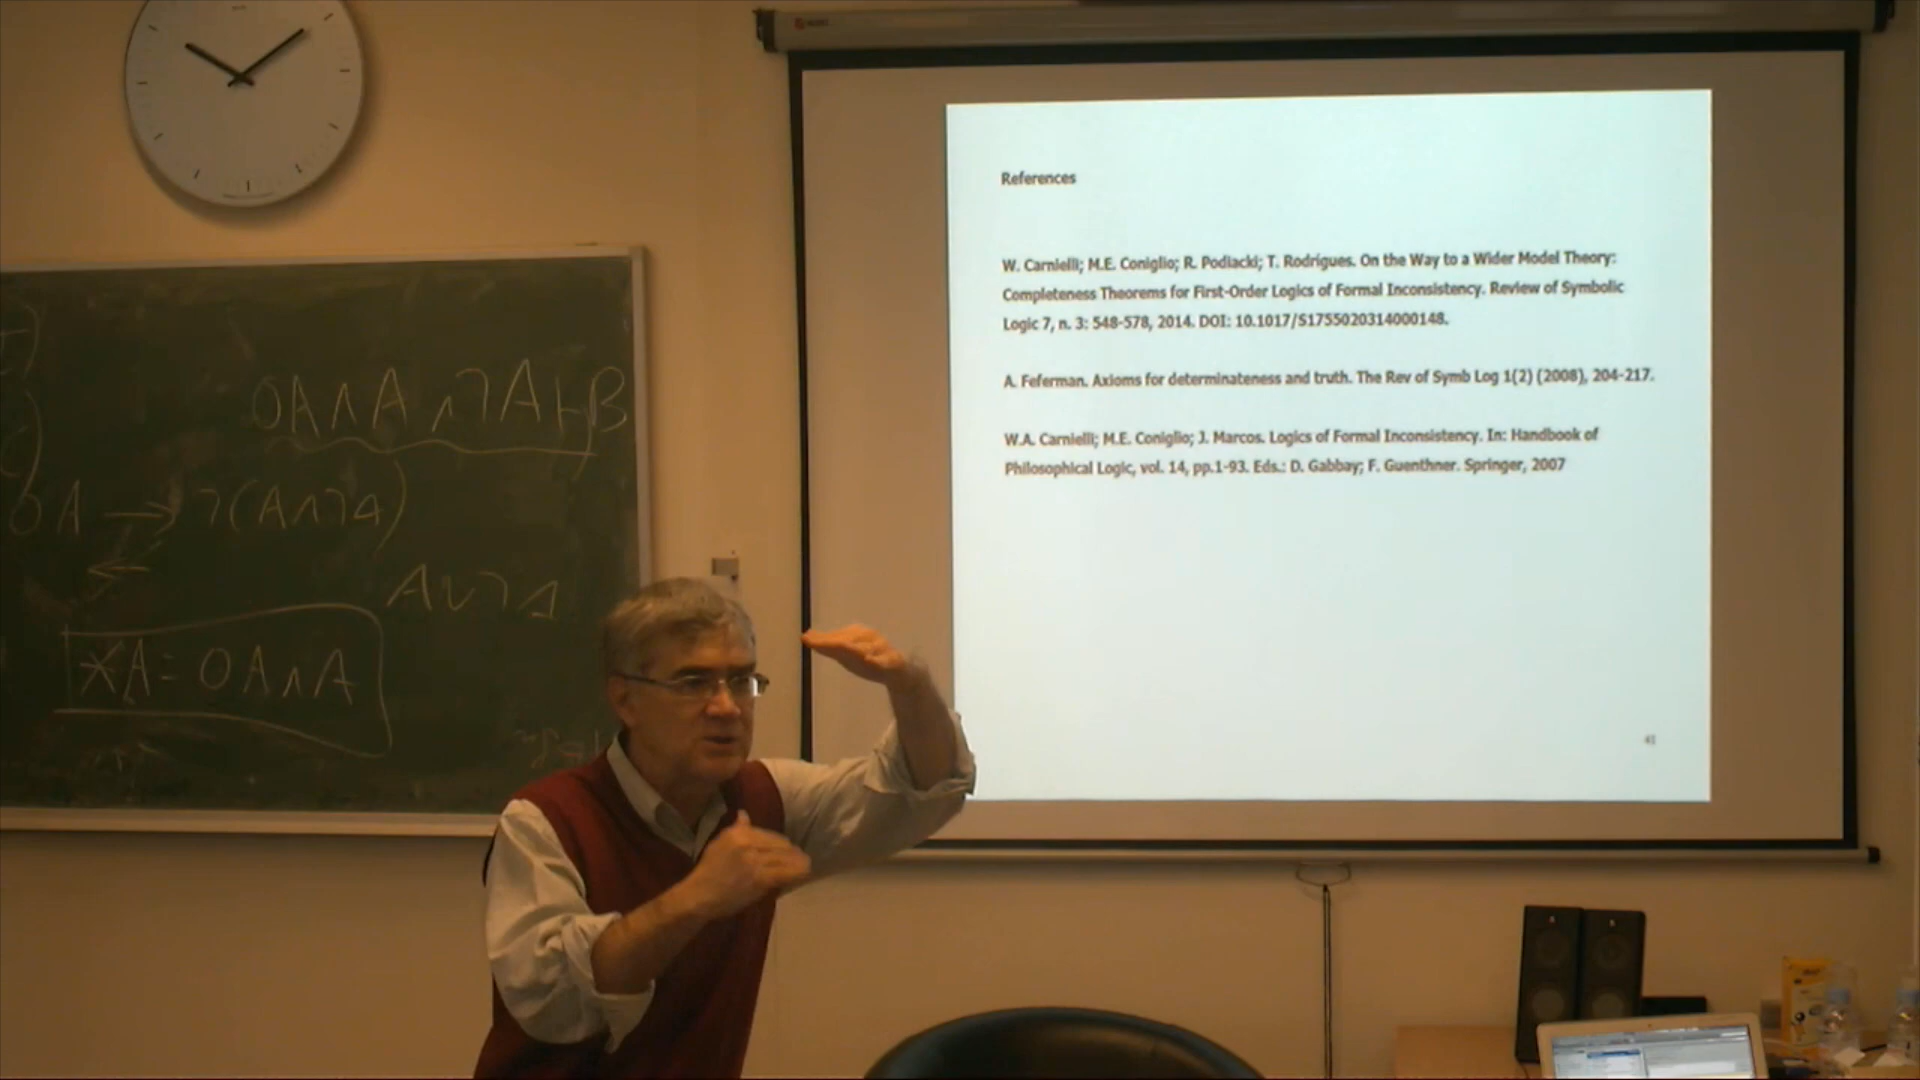 OA∧A∧¬A⊢B
OA → ¬(A∧¬A)
←
A∨¬A
*A = OA∧A
References
W. Carnielli; M.E. Coniglio; R. Podiacki; T. Rodrigues. On the Way to a Wider Model Theory:
Completeness Theorems for First-Order Logics of Formal Inconsistency. Review of Symbolic
Logic 7, n. 3: 548-578, 2014. DOI: 10.1017/S1755020314000148.
A. Feferman. Axioms for determinateness and truth. The Rev of Symb Log 1(2) (2008), 204-217.
W.A. Carnielli; M.E. Coniglio; J. Marcos. Logics of Formal Inconsistency. In: Handbook of
Philosophical Logic, vol. 14, pp.1-93. Eds.: D. Gabbay; F. Guenthner. Springer, 2007